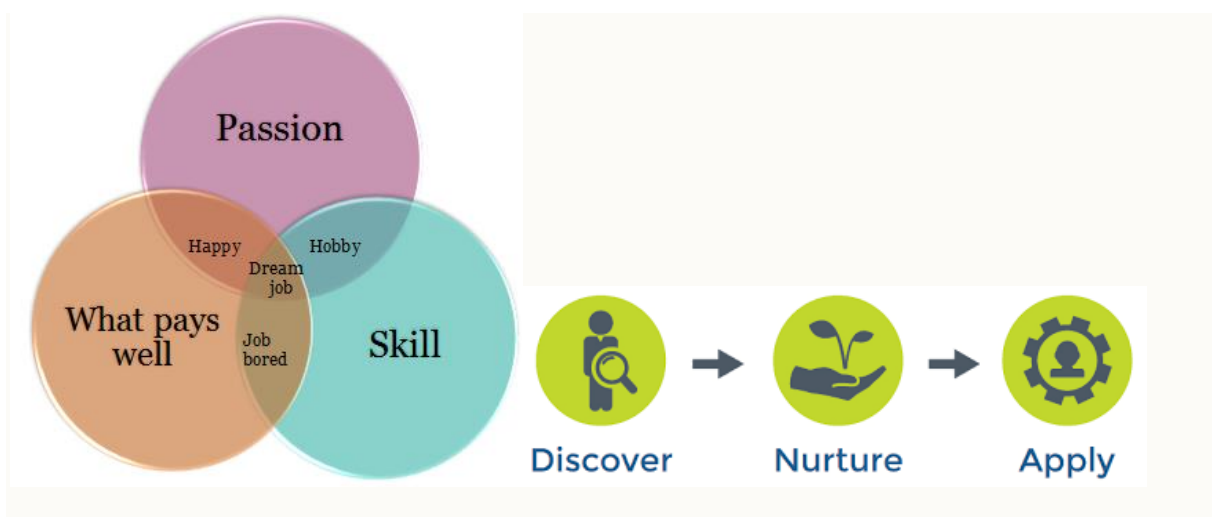 Passion
Happy
Hobby
Dream
job
What pays
well
Job
bored
Skill
Discover
Nurture
Apply